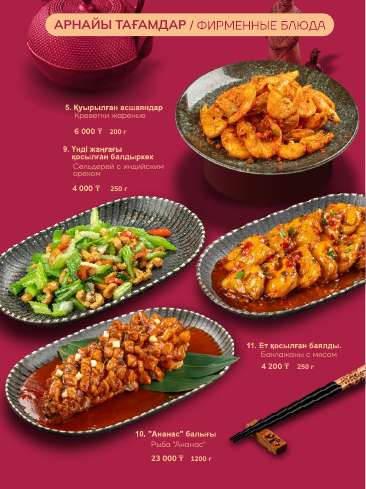 АРНАЙЫ ТАҒАМДАР / ФИРМЕННЫЕ БЛЮДА
5. Қуырылған асшаяндар
Креветки жареные
6 000 ₸ 200 г
9. Үнді жаңғағы
қосылған балдыркөк
Сельдерей с индийским
орехом
4 000 ₸ 250 г
11. Ет қосылған баялды.
Баклажаны с мясом
4 200 ₸ 250 г
10. "Ананас" балығы
Рыба "Ананас"
23 000 ₸ 1200 г